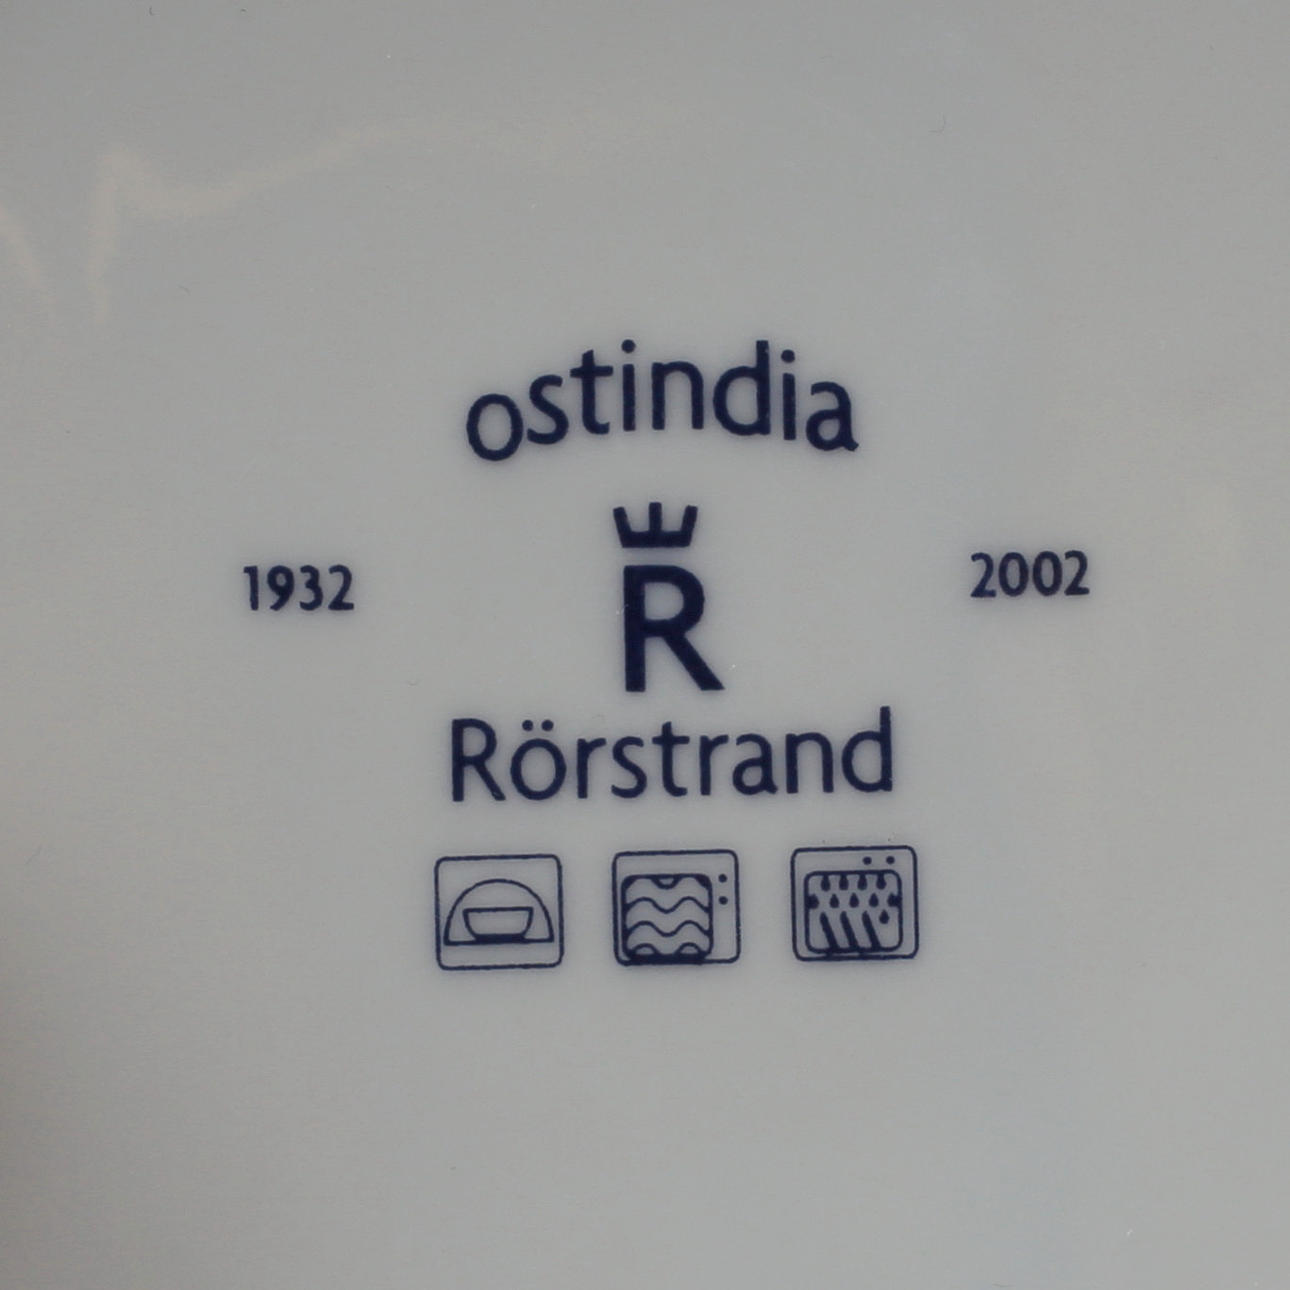 ostindia
1932 R 2002
Rörstrand